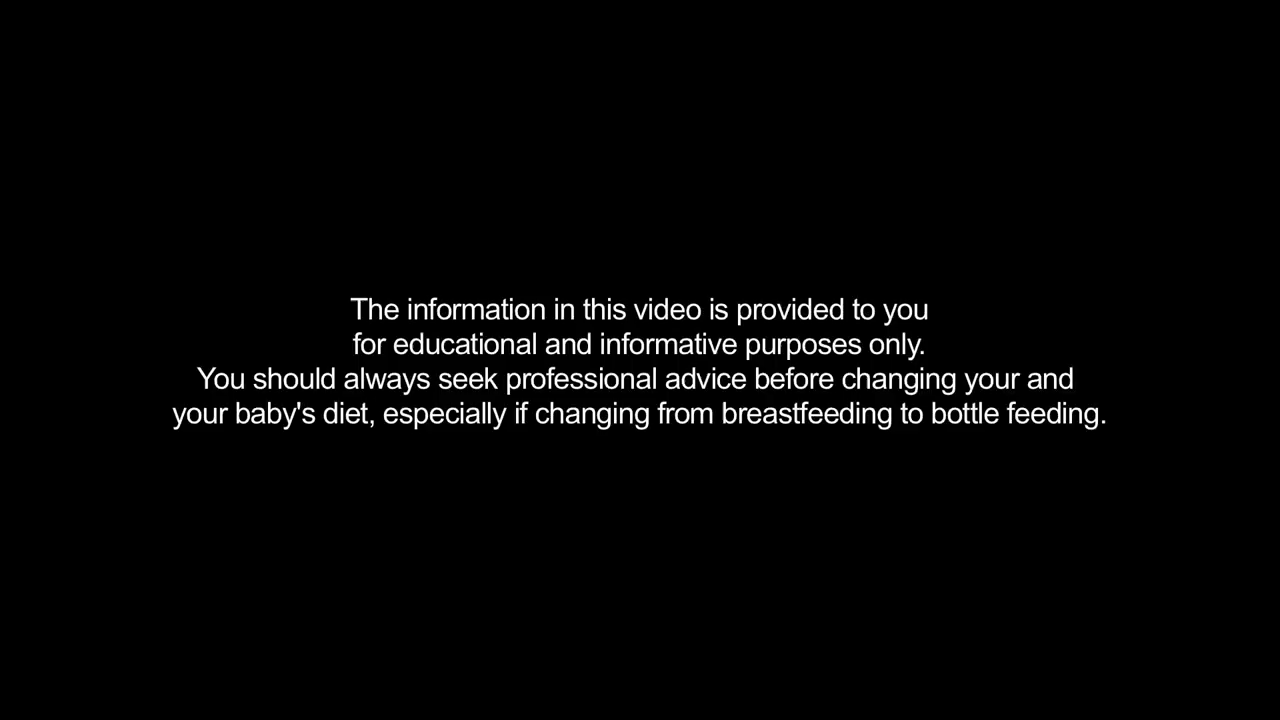 The information in this video is provided to you
for educational and informative purposes only.
You should always seek professional advice before changing your and
your baby's diet, especially if changing from breastfeeding to bottle feeding.